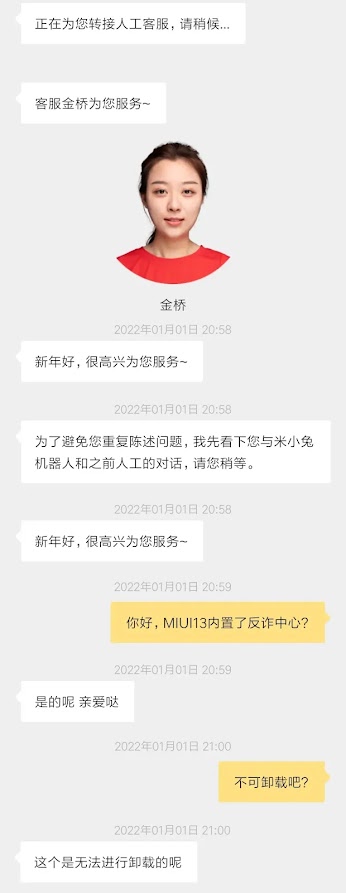 正在为您转接人工客服，请稍候...
客服金桥为您服务~
金桥
2022年01月01日 20:58
新年好，很高兴为您服务~
2022年01月01日 20:58
为了避免您重复陈述问题，我先看下您与米小兔
机器人和之前人工的对话，请您稍等。
2022年01月01日 20:58
新年好，很高兴为您服务~
2022年01月01日 20:59
你好，MIUI13内置了反诈中心？
2022年01月01日 20:59
是的呢 亲爱哒
2022年01月01日 21:00
不可卸载吧？
2022年01月01日 21:00
这个是无法进行卸载的呢